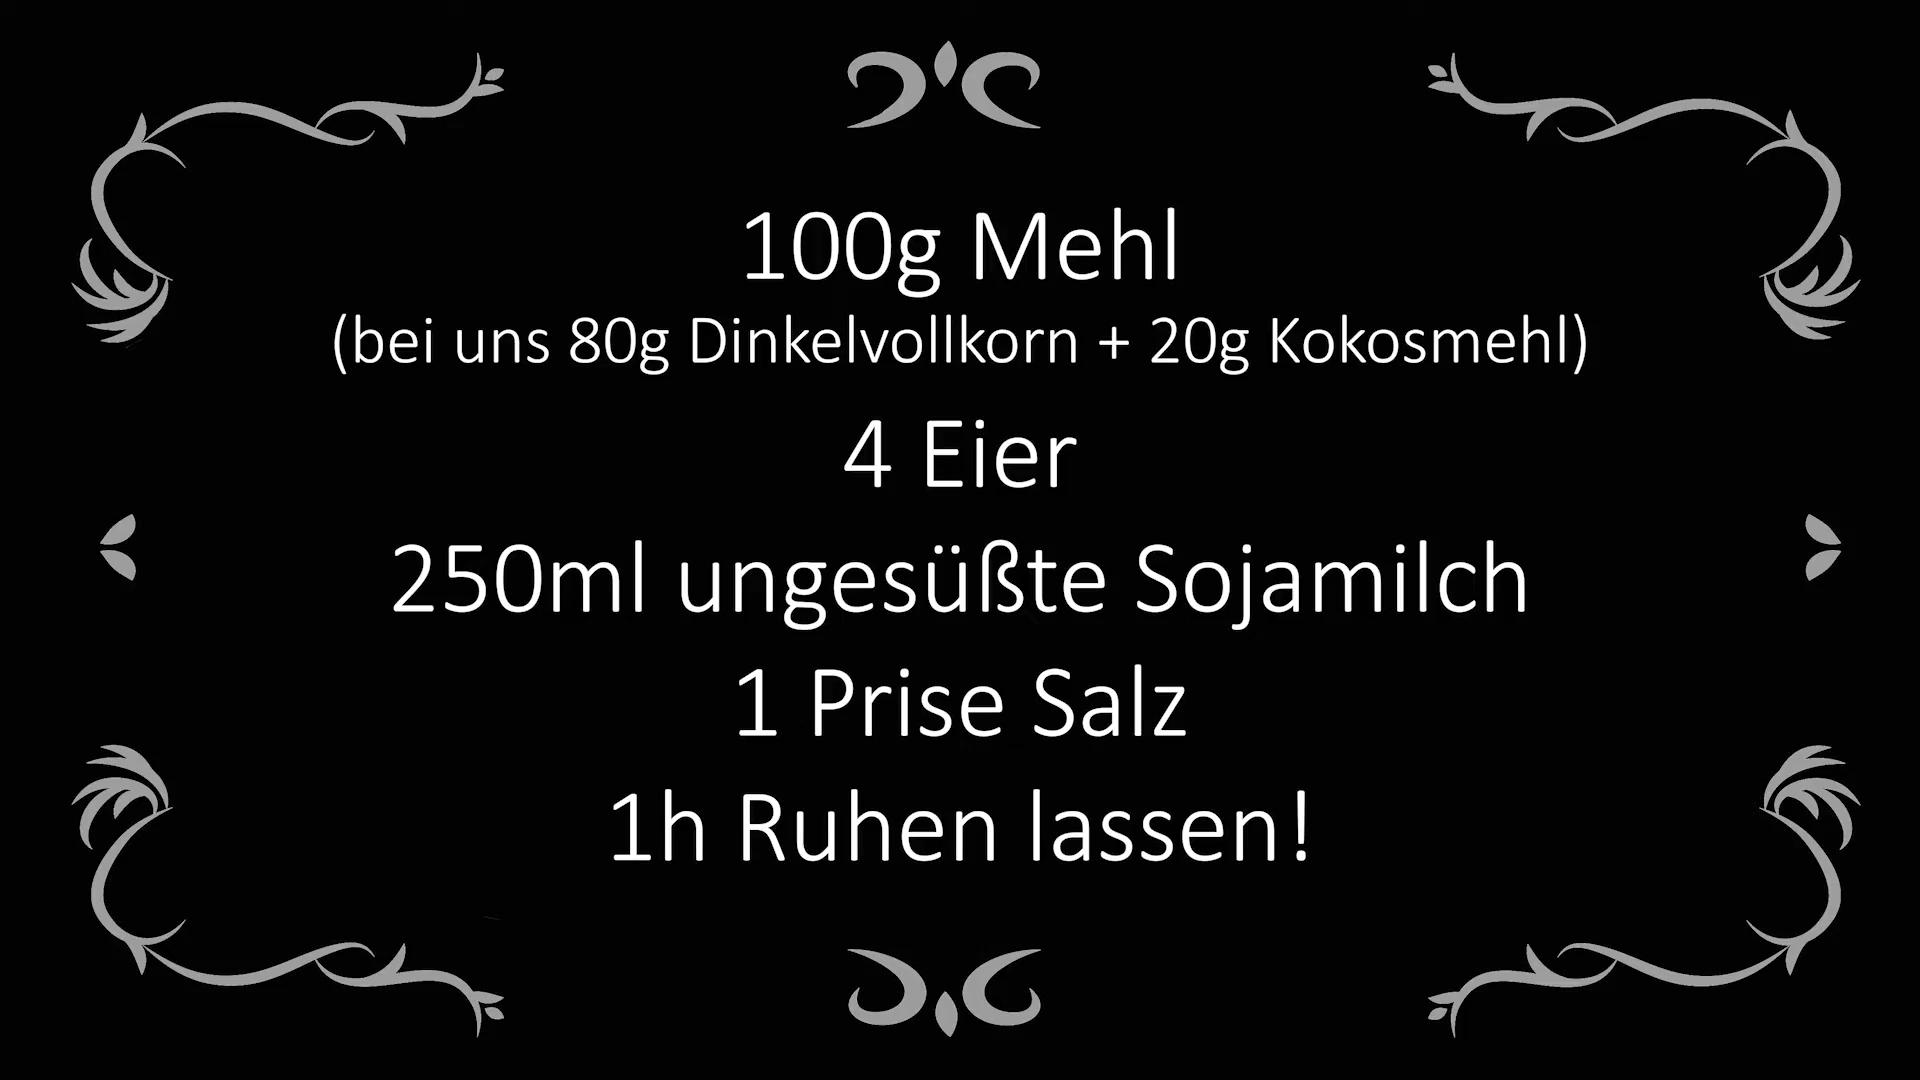 100g Mehl
(bei uns 80g Dinkelvollkorn + 20g Kokosmehl)
4 Eier
250ml ungesüßte Sojamilch
1 Prise Salz
1h Ruhen lassen!